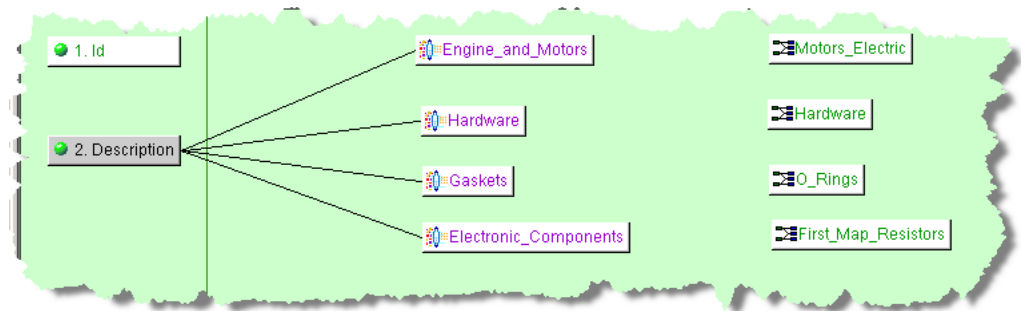 1. Id
Engine_and_Motors
Motors_Electric
Hardware
Hardware
2. Description
Gaskets
O_Rings
Electronic_Components
First_Map_Resistors